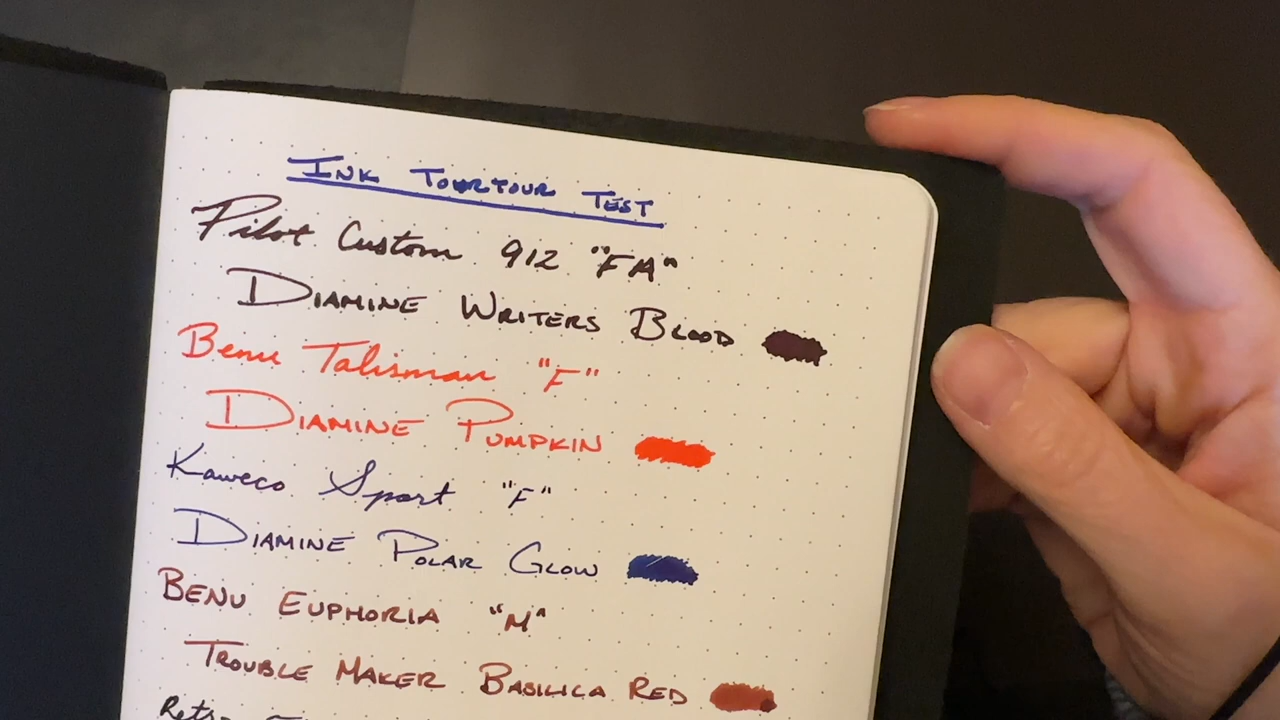 INK TOURTOUR TEST
Pilot Custom 912 "FA"
DIAMINE WRITERS BLOOD
Benu Talisman "F"
DIAMINE PUMPKIN
Kaweco Sport "F"
DIAMINE POLAR GLOW
BENU EUPHORIA "M"
TROUBLE MAKER BASILICA RED